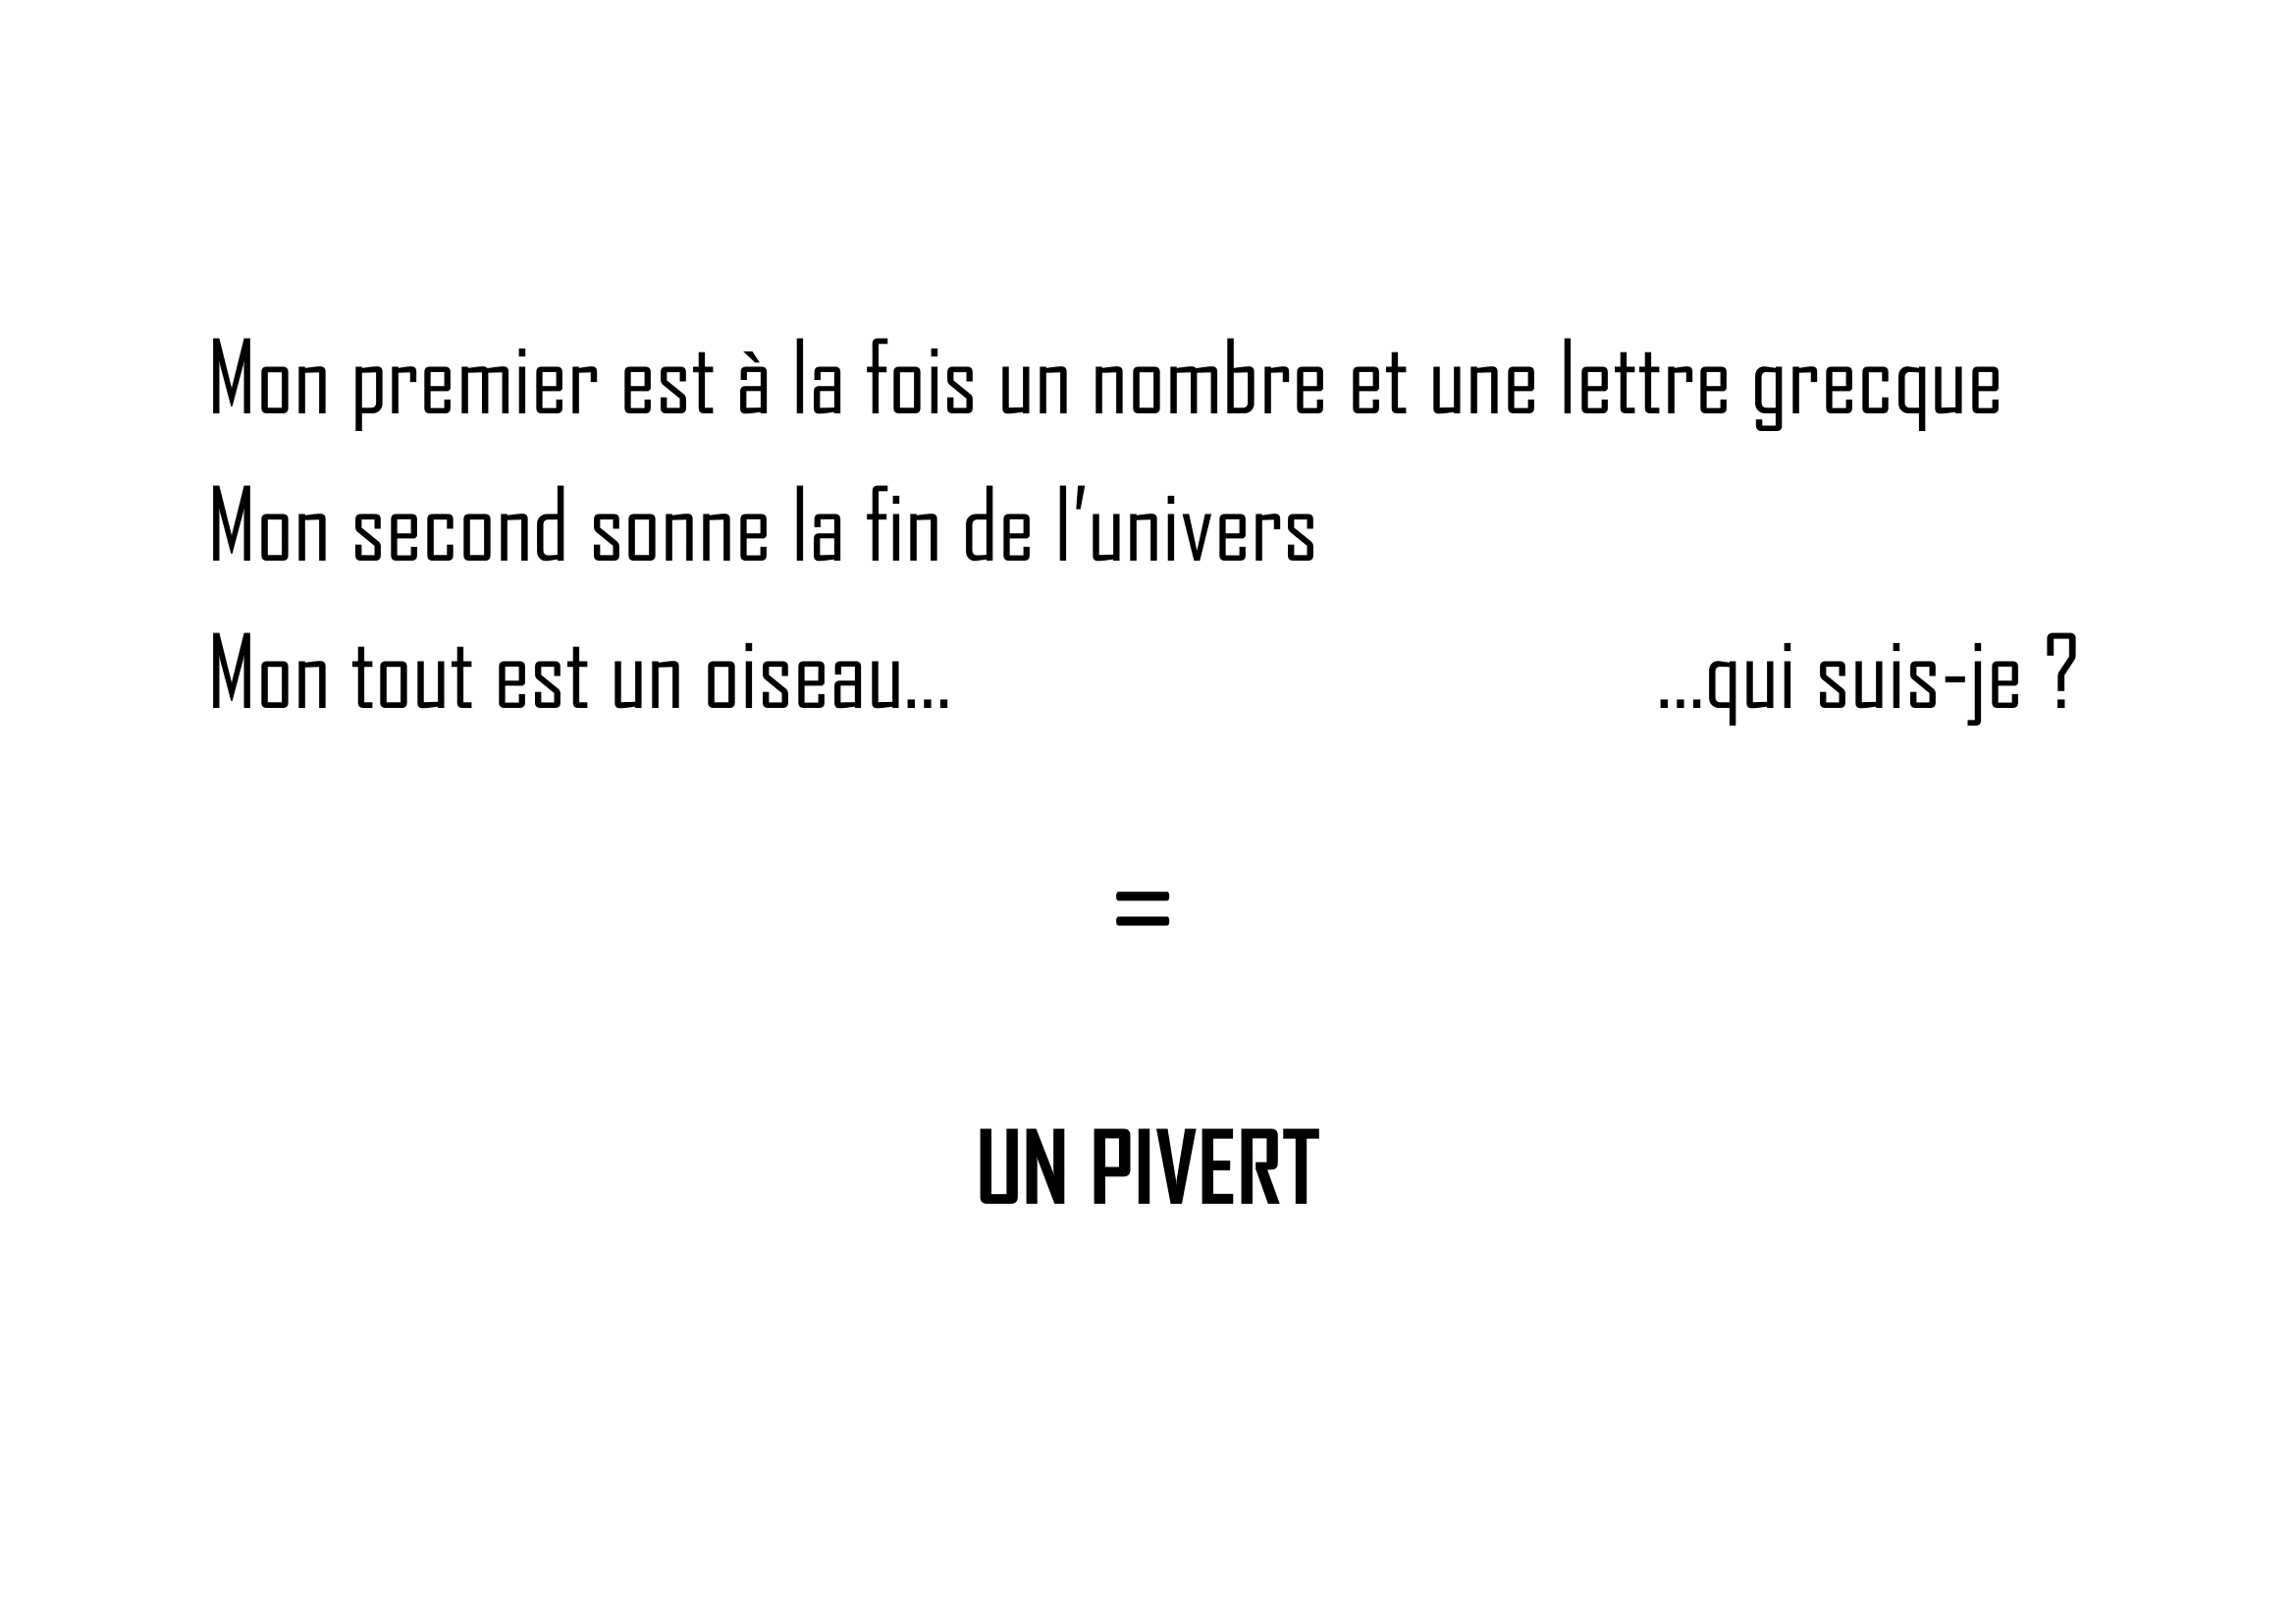 Mon premier est à la fois un nombre et une lettre grecque
Mon second sonne la fin de l'univers
Mon tout est un oiseau... ...qui suis-je ?
=
UN PIVERT